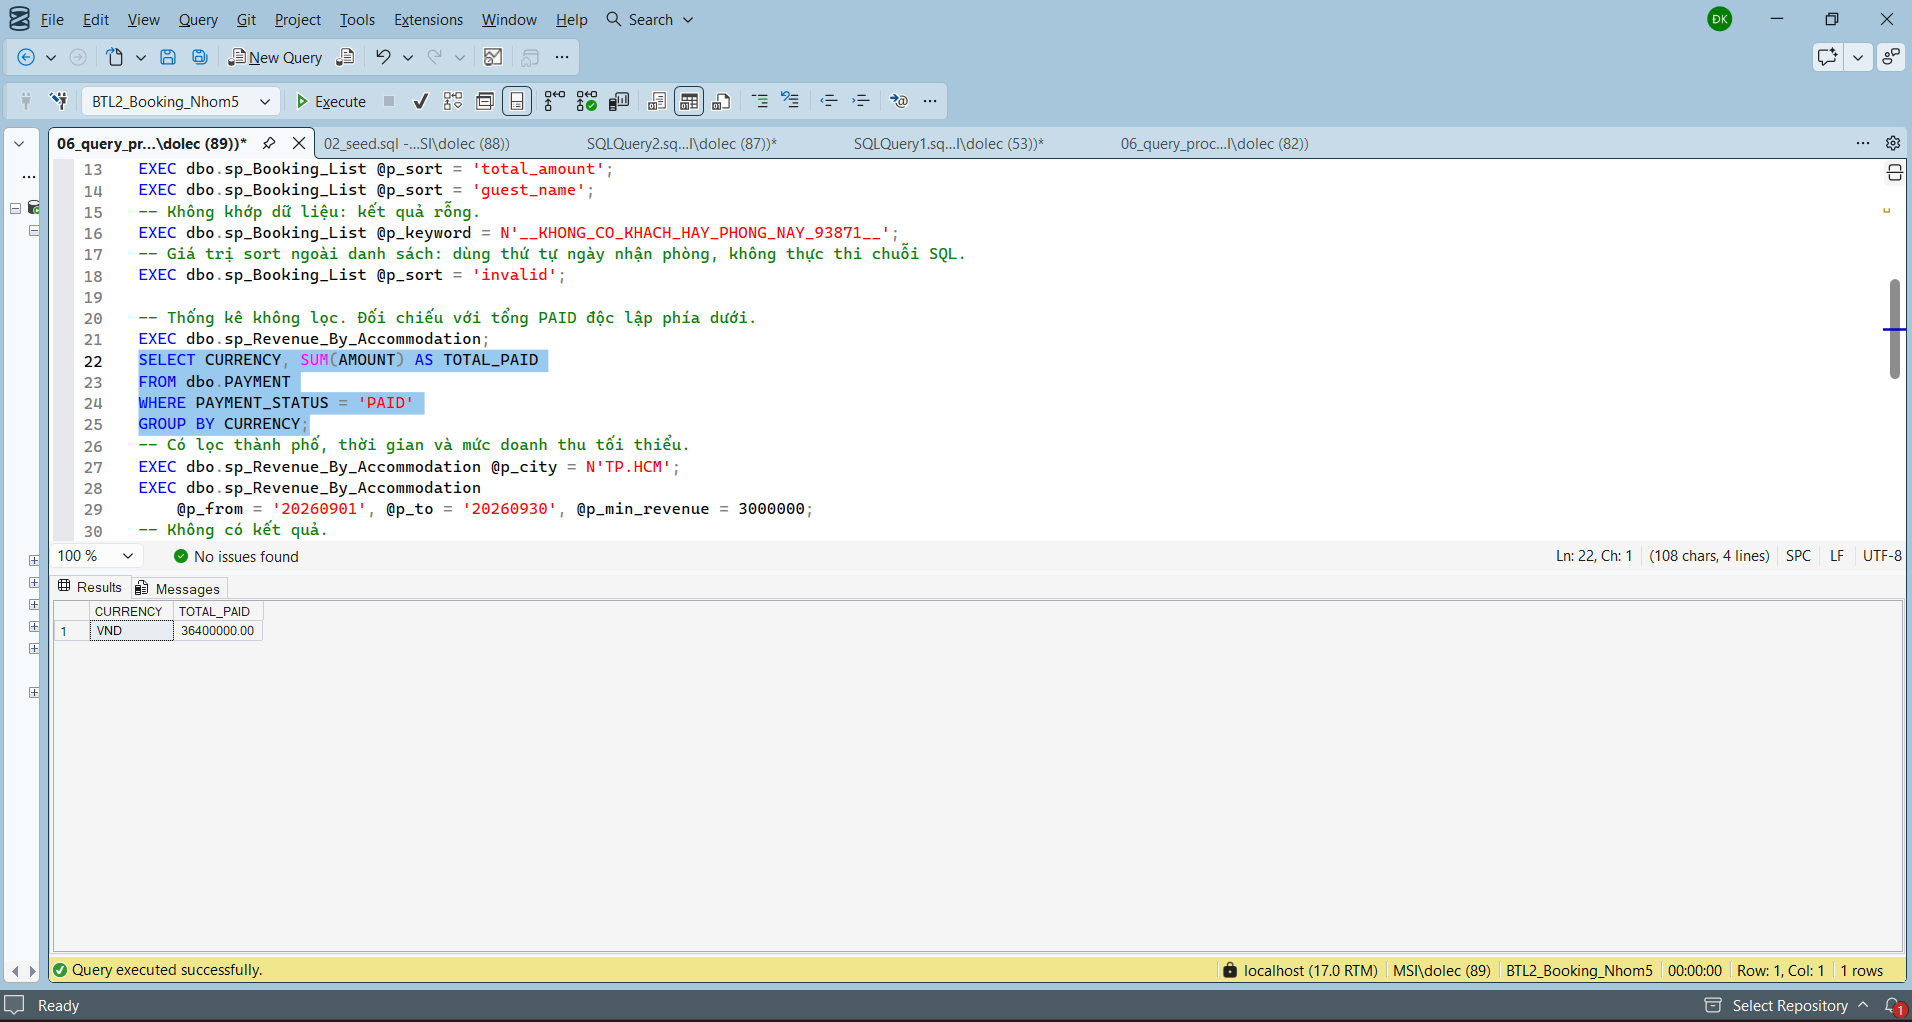 File Edit View Query Git Project Tools Extensions Window Help Search ĐK
New Query
BTL2_Booking_Nhom5 Execute
06_query_pr...\dolec (89))* 02_seed.sql -...SI\dolec (88)) SQLQuery2.sq...I\dolec (87))* SQLQuery1.sq...I\dolec (53))* 06_query_proc...I\dolec (82))
13 EXEC dbo.sp_Booking_List @p_sort = 'total_amount';
14 EXEC dbo.sp_Booking_List @p_sort = 'guest_name';
15 -- Không khớp dữ liệu: kết quả rỗng.
16 EXEC dbo.sp_Booking_List @p_keyword = N'__KHONG_CO_KHACH_HAY_PHONG_NAY_93871__';
17 -- Giá trị sort ngoài danh sách: dùng thứ tự ngày nhận phòng, không thực thi chuỗi SQL.
18 EXEC dbo.sp_Booking_List @p_sort = 'invalid';
19
20 -- Thống kê không lọc. Đối chiếu với tổng PAID độc lập phía dưới.
21 EXEC dbo.sp_Revenue_By_Accommodation;
22 SELECT CURRENCY, SUM(AMOUNT) AS TOTAL_PAID
23 FROM dbo.PAYMENT
24 WHERE PAYMENT_STATUS = 'PAID'
25 GROUP BY CURRENCY;
26 -- Có lọc thành phố, thời gian và mức doanh thu tối thiểu.
27 EXEC dbo.sp_Revenue_By_Accommodation @p_city = N'TP.HCM';
28 EXEC dbo.sp_Revenue_By_Accommodation
29 @p_from = '20260901', @p_to = '20260930', @p_min_revenue = 3000000;
30 -- Không có kết quả.
100 % No issues found Ln: 22, Ch: 1 (108 chars, 4 lines) SPC LF UTF-8
Results Messages
CURRENCY TOTAL_PAID
1 VND 36400000.00
Query executed successfully. localhost (17.0 RTM) MSI\dolec (89) BTL2_Booking_Nhom5 00:00:00 Row: 1, Col: 1 1 rows
Ready Select Repository 1